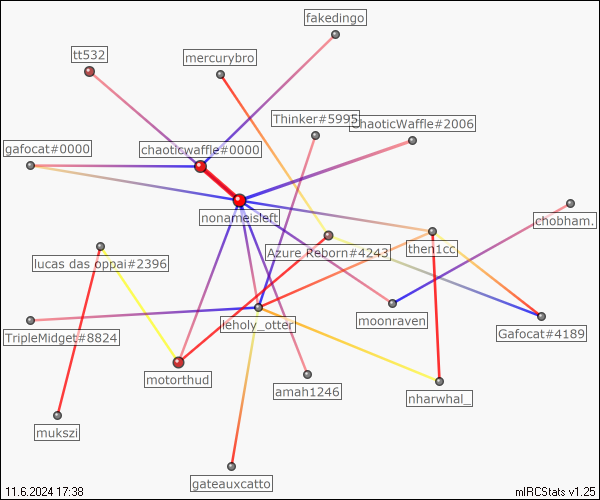 fakedingo
tt532
mercurybro
Thinker#5995
ChaoticWaffle#2006
gafocat#0000
chaoticwaffle#0000
nonameisleft
chobham.
Azure Reborn#4243
then1cc
lucas das oppai#2396
leholy_otter
moonraven
TripleMidget#8824
Gafocat#4189
motorthud
amah1246
nharwhal_
mukszi
gateauxcatto
11.6.2024 17:38
mIRCStats v1.25